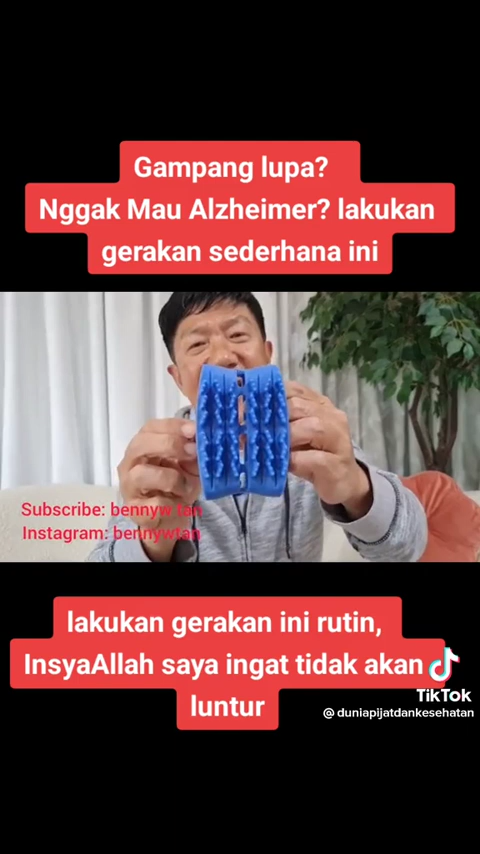 Gampang lupa?
Nggak Mau Alzheimer? lakukan
gerakan sederhana ini
Subscribe: bennyw tan
Instagram: bennywtan
lakukan gerakan ini rutin,
InsyaAllah saya ingat tidak akan
luntur
TikTok
@ duniapijatdankesehatan